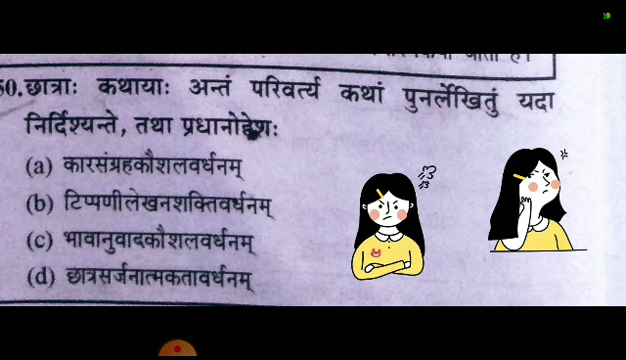 50.छात्राः कथायाः अन्तं परिवर्त्य कथां पुनर्लेखितुं यदा
निर्दिश्यन्ते, तथा प्रधानोद्देशः
(a) कारसंग्रहकौशलवर्धनम्
(b) टिप्पणीलेखनशक्तिवर्धनम्
(c) भावानुवादकौशलवर्धनम्
(d) छात्रसर्जनात्मकतावर्धनम्